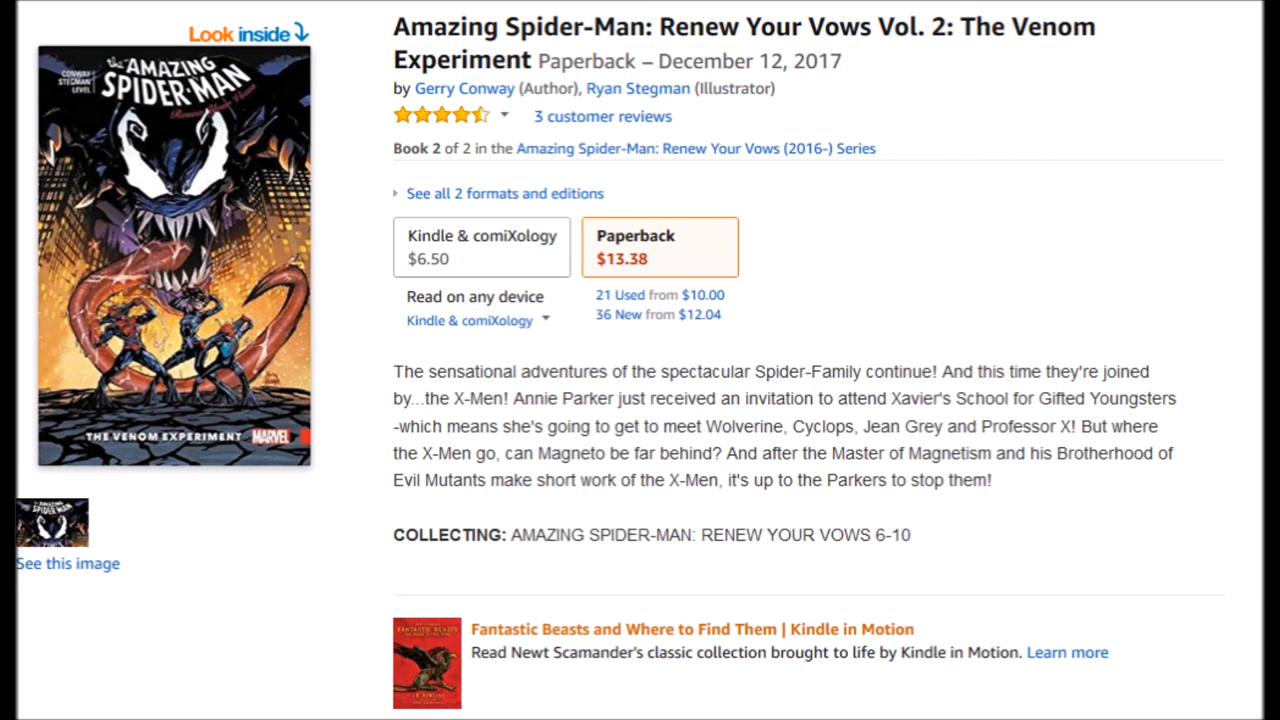 Look inside
CONWAY
STEGMAN
LEVEL
the AMAZING
SPIDER-MAN
Renew Your Vows
THE VENOM EXPERIMENT MARVEL
See this image
Amazing Spider-Man: Renew Your Vows Vol. 2: The Venom
Experiment Paperback – December 12, 2017
by Gerry Conway (Author), Ryan Stegman (Illustrator)
3 customer reviews
Book 2 of 2 in the Amazing Spider-Man: Renew Your Vows (2016-) Series
See all 2 formats and editions
Kindle & comiXology
$6.50
Paperback
$13.38
Read on any device
Kindle & comiXology
21 Used from $10.00
36 New from $12.04
The sensational adventures of the spectacular Spider-Family continue! And this time they're joined
by...the X-Men! Annie Parker just received an invitation to attend Xavier's School for Gifted Youngsters
-which means she's going to get to meet Wolverine, Cyclops, Jean Grey and Professor X! But where
the X-Men go, can Magneto be far behind? And after the Master of Magnetism and his Brotherhood of
Evil Mutants make short work of the X-Men, it's up to the Parkers to stop them!
COLLECTING: AMAZING SPIDER-MAN: RENEW YOUR VOWS 6-10
FANTASTIC BEASTS
Fantastic Beasts and Where to Find Them | Kindle in Motion
Read Newt Scamander's classic collection brought to life by Kindle in Motion. Learn more